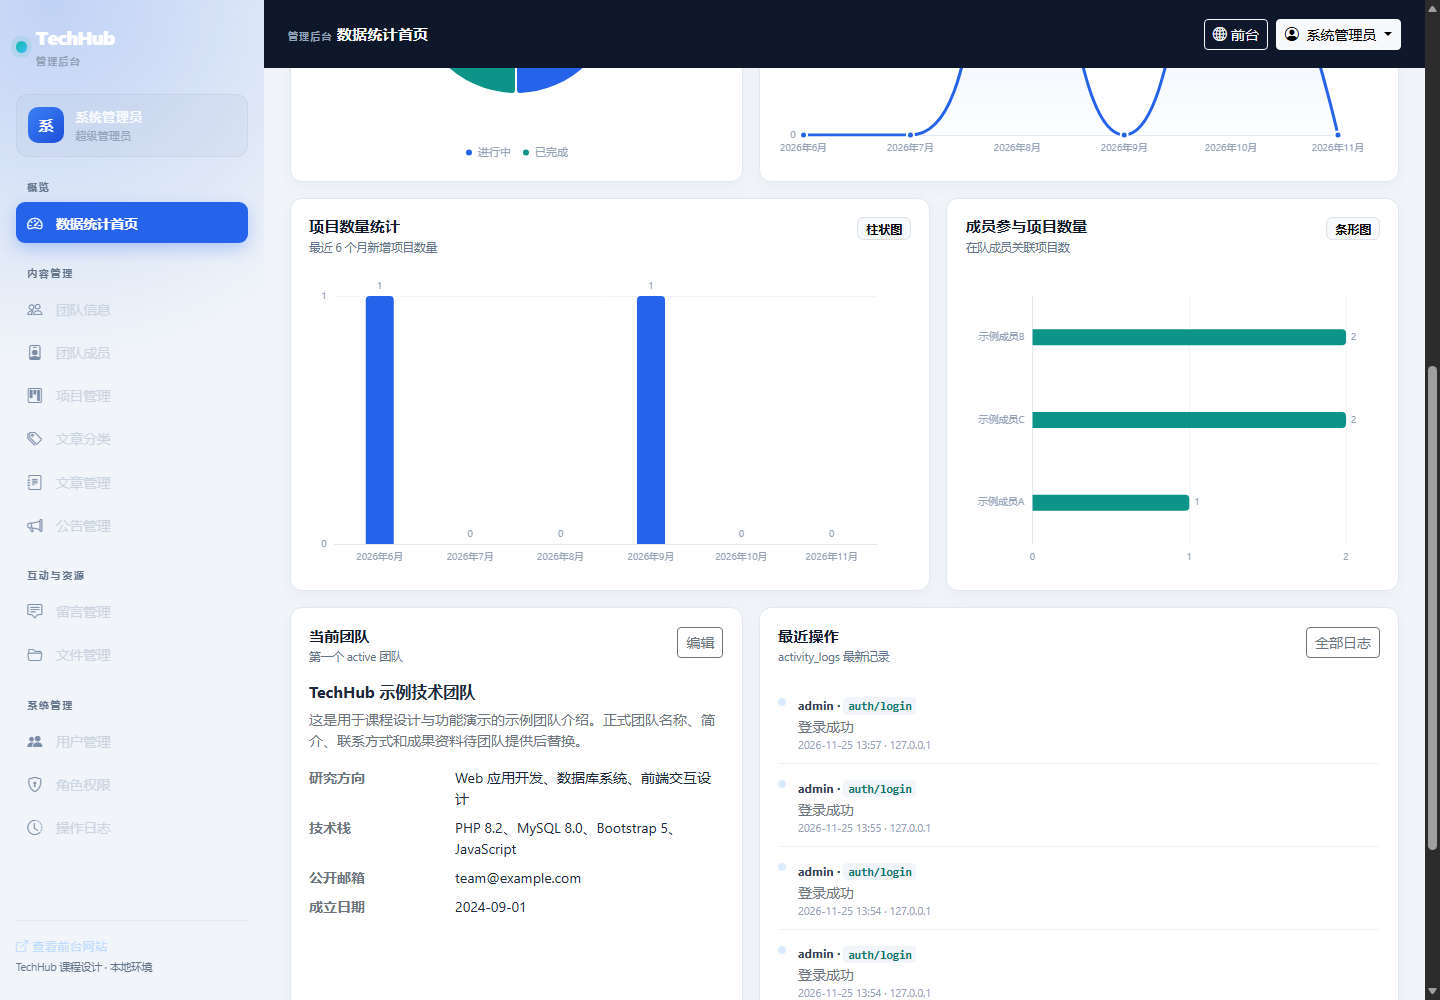 TechHub
管理后台
系
系统管理员
超级管理员
概览
数据统计首页
内容管理
团队信息
团队成员
项目管理
文章分类
文章管理
公告管理
互动与资源
留言管理
文件管理
系统管理
用户管理
角色权限
操作日志
查看前台网站
TechHub 课程设计 · 本地环境
管理后台 数据统计首页
前台
系统管理员
进行中 已完成
0
2026年6月 2026年7月 2026年8月 2026年9月 2026年10月 2026年11月
项目数量统计
最近 6 个月新增项目数量
柱状图
1
0
1 0 0 1 0 0
2026年6月 2026年7月 2026年8月 2026年9月 2026年10月 2026年11月
成员参与项目数量
在队成员关联项目数
条形图
示例成员B 2
示例成员C 2
示例成员A 1
0 1 2
当前团队
第一个 active 团队
编辑
TechHub 示例技术团队
这是用于课程设计与功能演示的示例团队介绍。正式团队名称、简
介、联系方式和成果资料待团队提供后替换。
研究方向 Web 应用开发、数据库系统、前端交互设
计
技术栈 PHP 8.2、MySQL 8.0、Bootstrap 5、
JavaScript
公开邮箱 team@example.com
成立日期 2024-09-01
最近操作
activity_logs 最新记录
全部日志
admin · auth/login
登录成功
2026-11-25 13:57 · 127.0.0.1
admin · auth/login
登录成功
2026-11-25 13:55 · 127.0.0.1
admin · auth/login
登录成功
2026-11-25 13:54 · 127.0.0.1
admin · auth/login
登录成功
2026-11-25 13:54 · 127.0.0.1